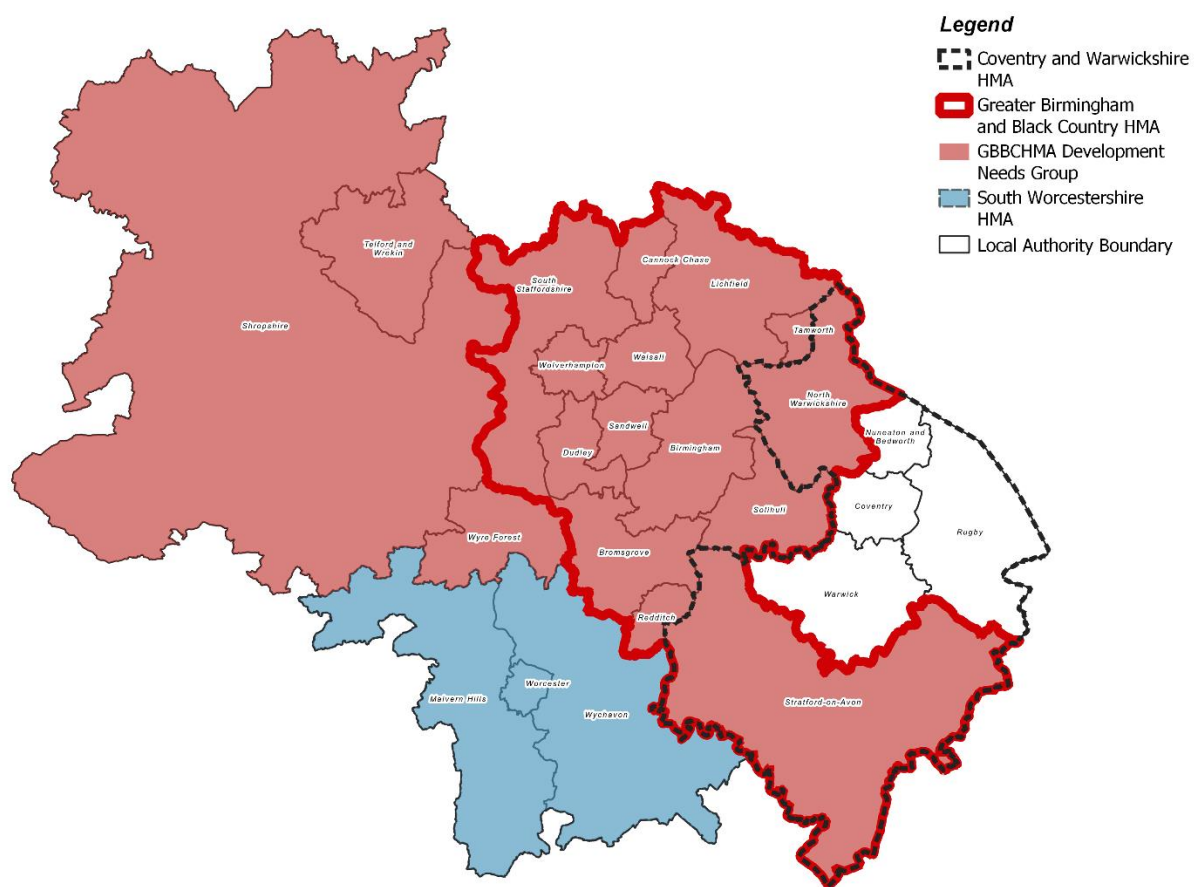 Legend
Coventry and Warwickshire
HMA
Greater Birmingham
and Black Country HMA
GBBCHMA Development
Needs Group
South Worcestershire
HMA
Local Authority Boundary
Telford and
Wrekin
Shropshire
South
Staffordshire
Cannock Chase
Lichfield
Tamworth
Wolverhampton
Walsall
North
Warwickshire
Sandwell
Dudley
Birmingham
Nuneaton and
Bedworth
Solihull
Coventry
Wyre Forest
Bromsgrove
Rugby
Warwick
Redditch
Worcester
Malvern Hills
Wychavon
Stratford-on-Avon